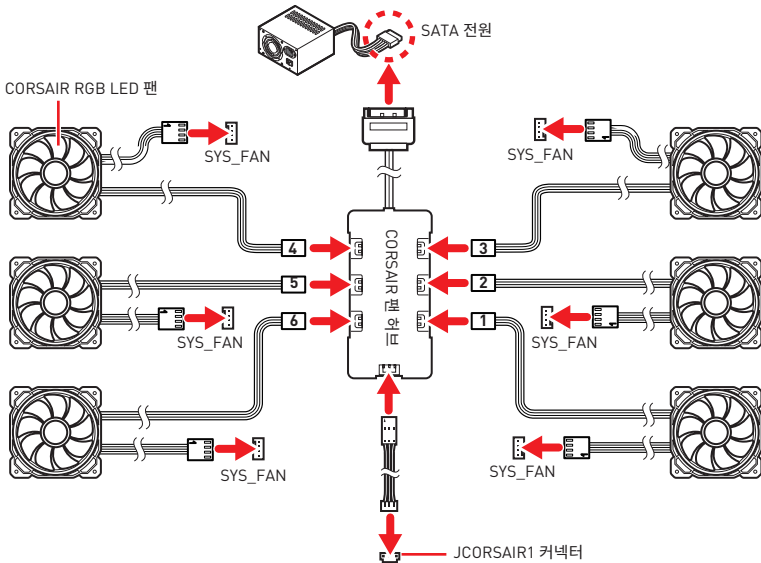 SATA 전원
CORSAIR RGB LED 팬
SYS_FAN
SYS_FAN
4
3
CORSAIR 팬 허브
5
2
6
1
SYS_FAN
SYS_FAN
SYS_FAN
SYS_FAN
JCORSAIR1 커넥터